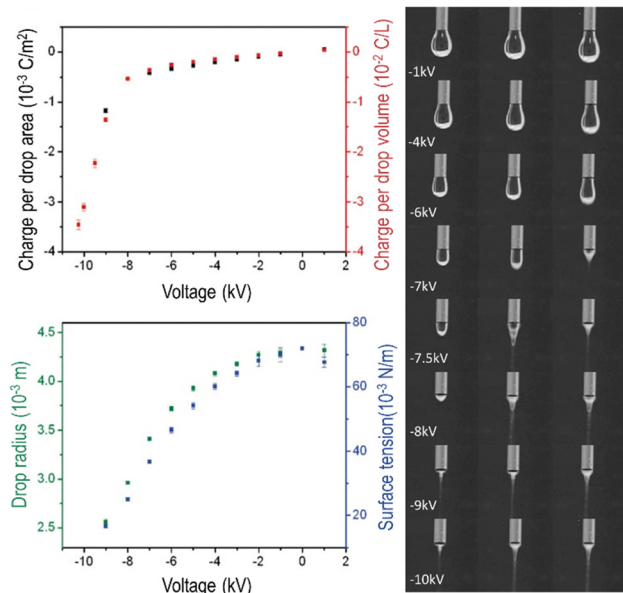 Charge per drop area (10⁻³ C/m²)
0
-1
-2
-3
-4
Charge per drop volume (10⁻² C/L)
0
-1
-2
-3
-4
-10 -8 -6 -4 -2 0 2
Voltage (kV)
Drop radius (10⁻³ m)
4.5
4.0
3.5
3.0
2.5
Surface tension(10⁻³ N/m)
80
60
40
20
-10 -8 -6 -4 -2 0 2
Voltage (kV)
-1kV
-4kV
-6kV
-7kV
-7.5kV
-8kV
-9kV
-10kV